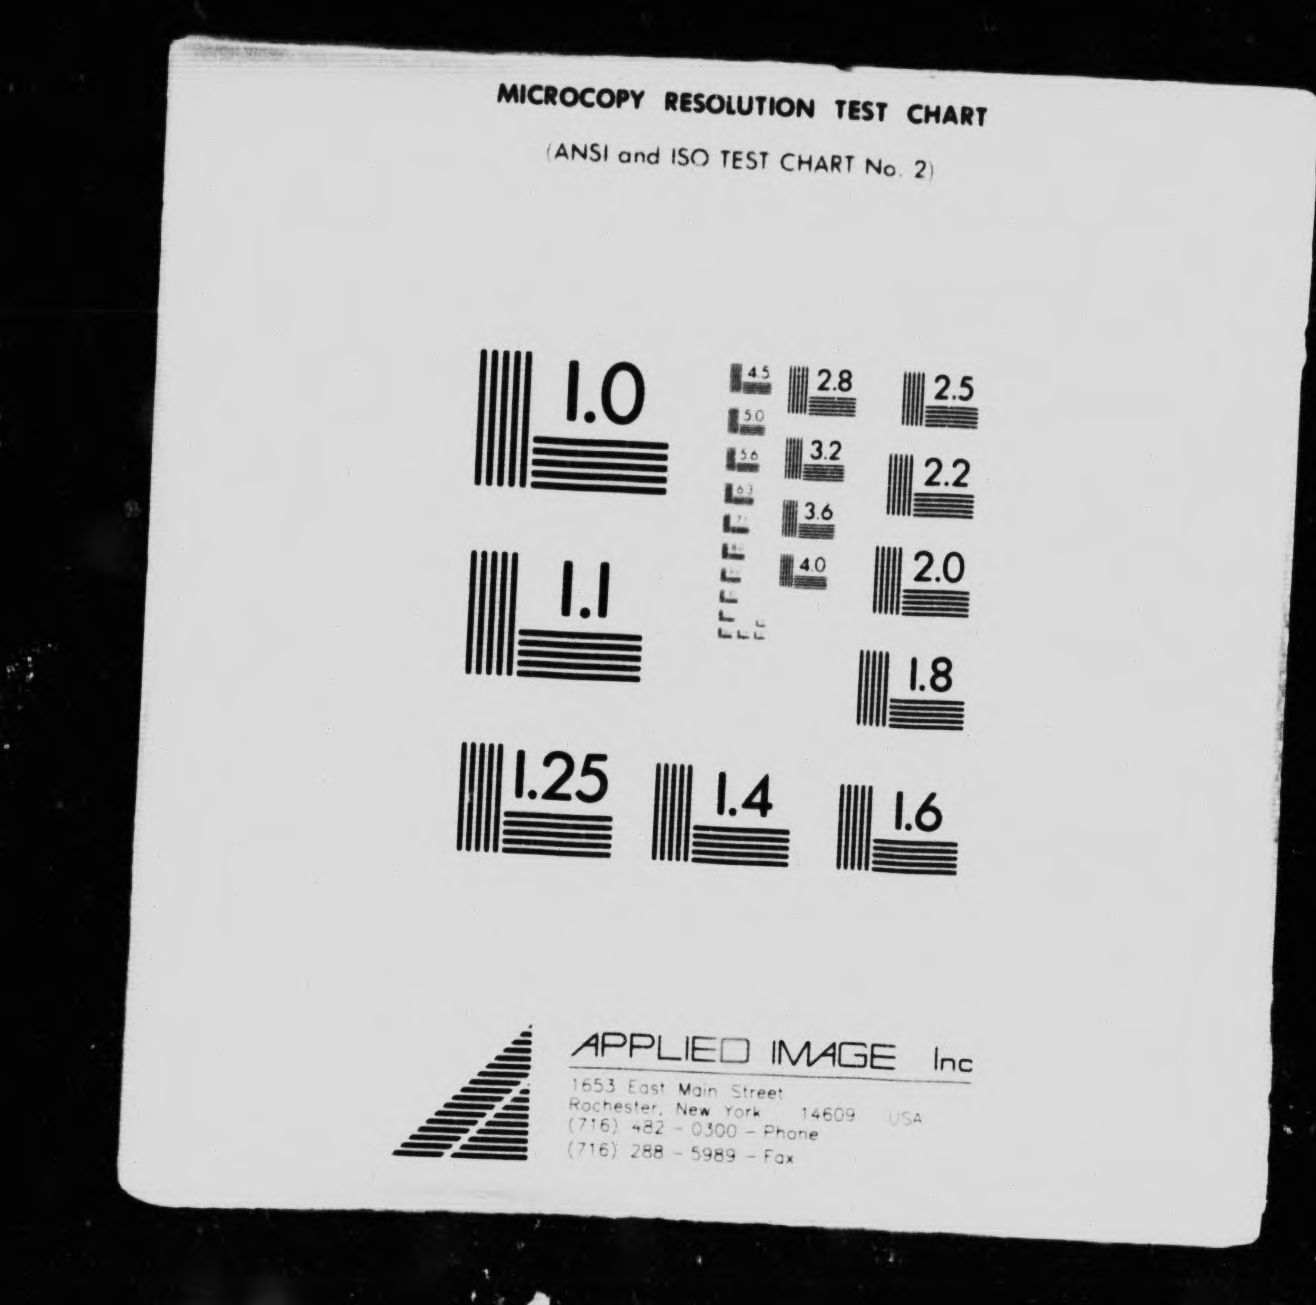 MICROCOPY RESOLUTION TEST CHART
(ANSI and ISO TEST CHART No. 2)
1.0
1.1
1.25
1.4
1.6
1.8
2.0
2.2
2.5
2.8
3.2
3.6
4.0
4.5
5.0
5.6
6.3
APPLIED IMAGE Inc
1653 East Main Street
Rochester, New York 14609 USA
(716) 482 - 0300 - Phone
(716) 288 - 5989 - Fax